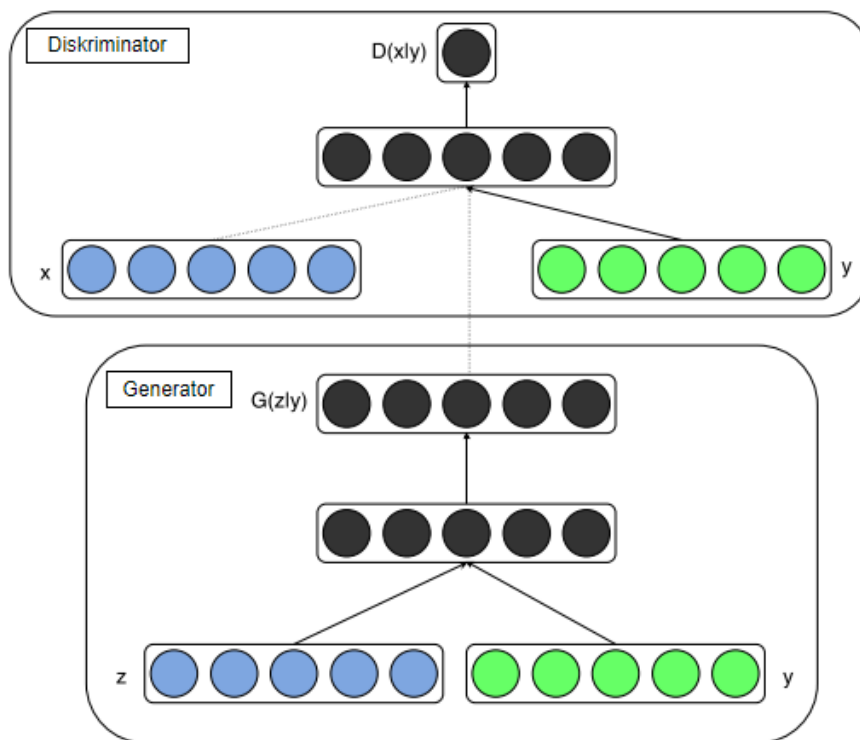 Diskriminator
D(x|y)
x
y
Generator
G(z|y)
z
y